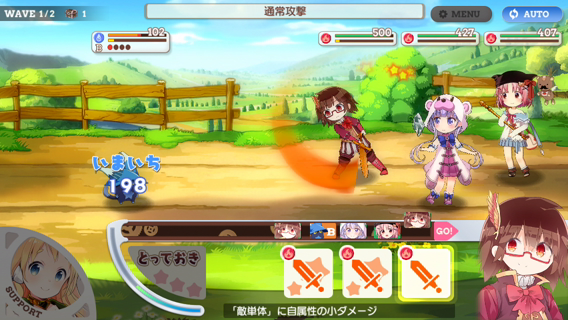 WAVE 1/2 1
通常攻撃
MENU
AUTO
102
B
500
427
407
いまいち
198
B
GO!
とっておき
SUPPORT
「敵単体」に自属性の小ダメージ